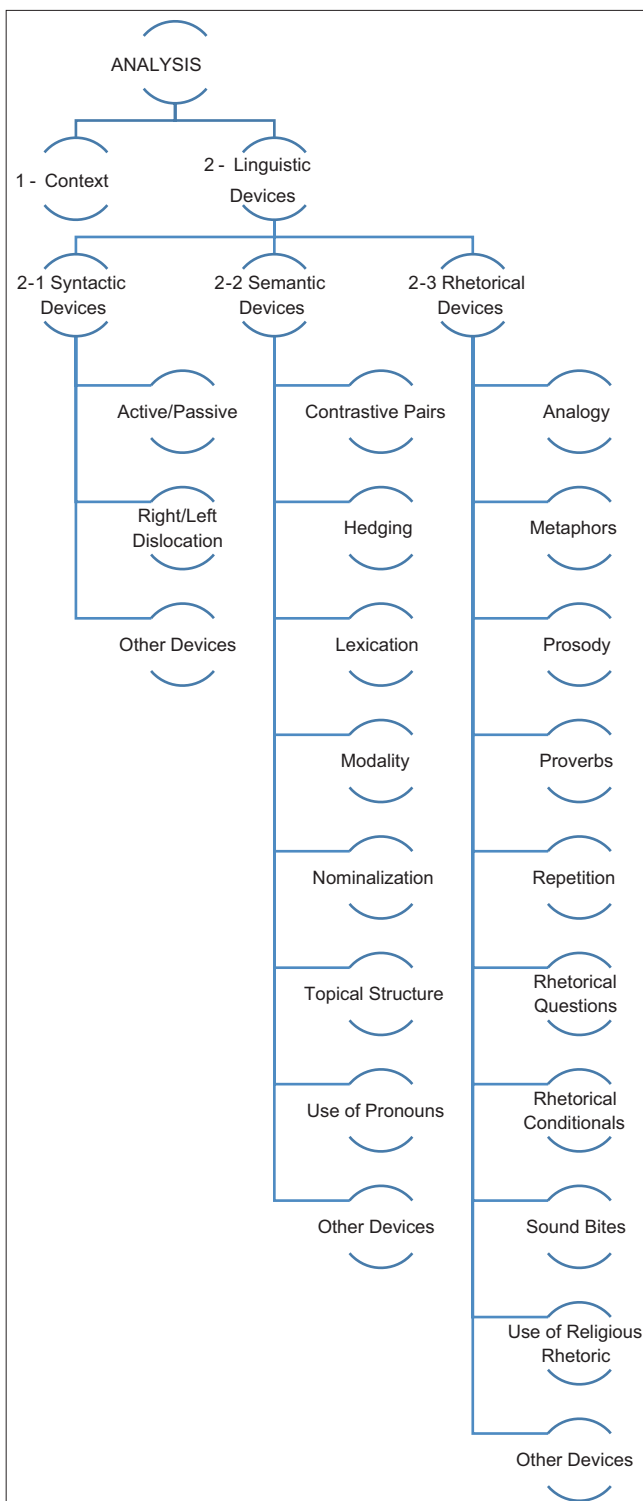 ANALYSIS
1 - Context
2 - Linguistic
Devices
2-1 Syntactic
Devices
2-2 Semantic
Devices
2-3 Rhetorical
Devices
Active/Passive
Right/Left
Dislocation
Other Devices
Contrastive Pairs
Hedging
Lexication
Modality
Nominalization
Topical Structure
Use of Pronouns
Other Devices
Analogy
Metaphors
Prosody
Proverbs
Repetition
Rhetorical
Questions
Rhetorical
Conditionals
Sound Bites
Use of Religious
Rhetoric
Other Devices